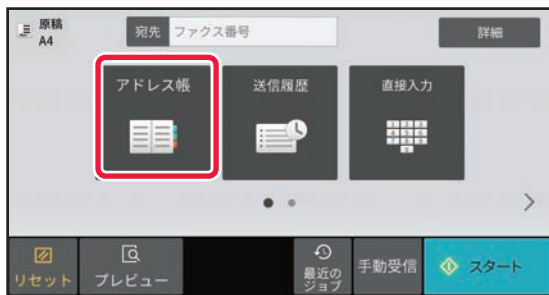 原稿
A4
宛先 ファクス番号
詳細
アドレス帳
送信履歴
直接入力
リセット
プレビュー
最近の
ジョブ
手動受信
スタート